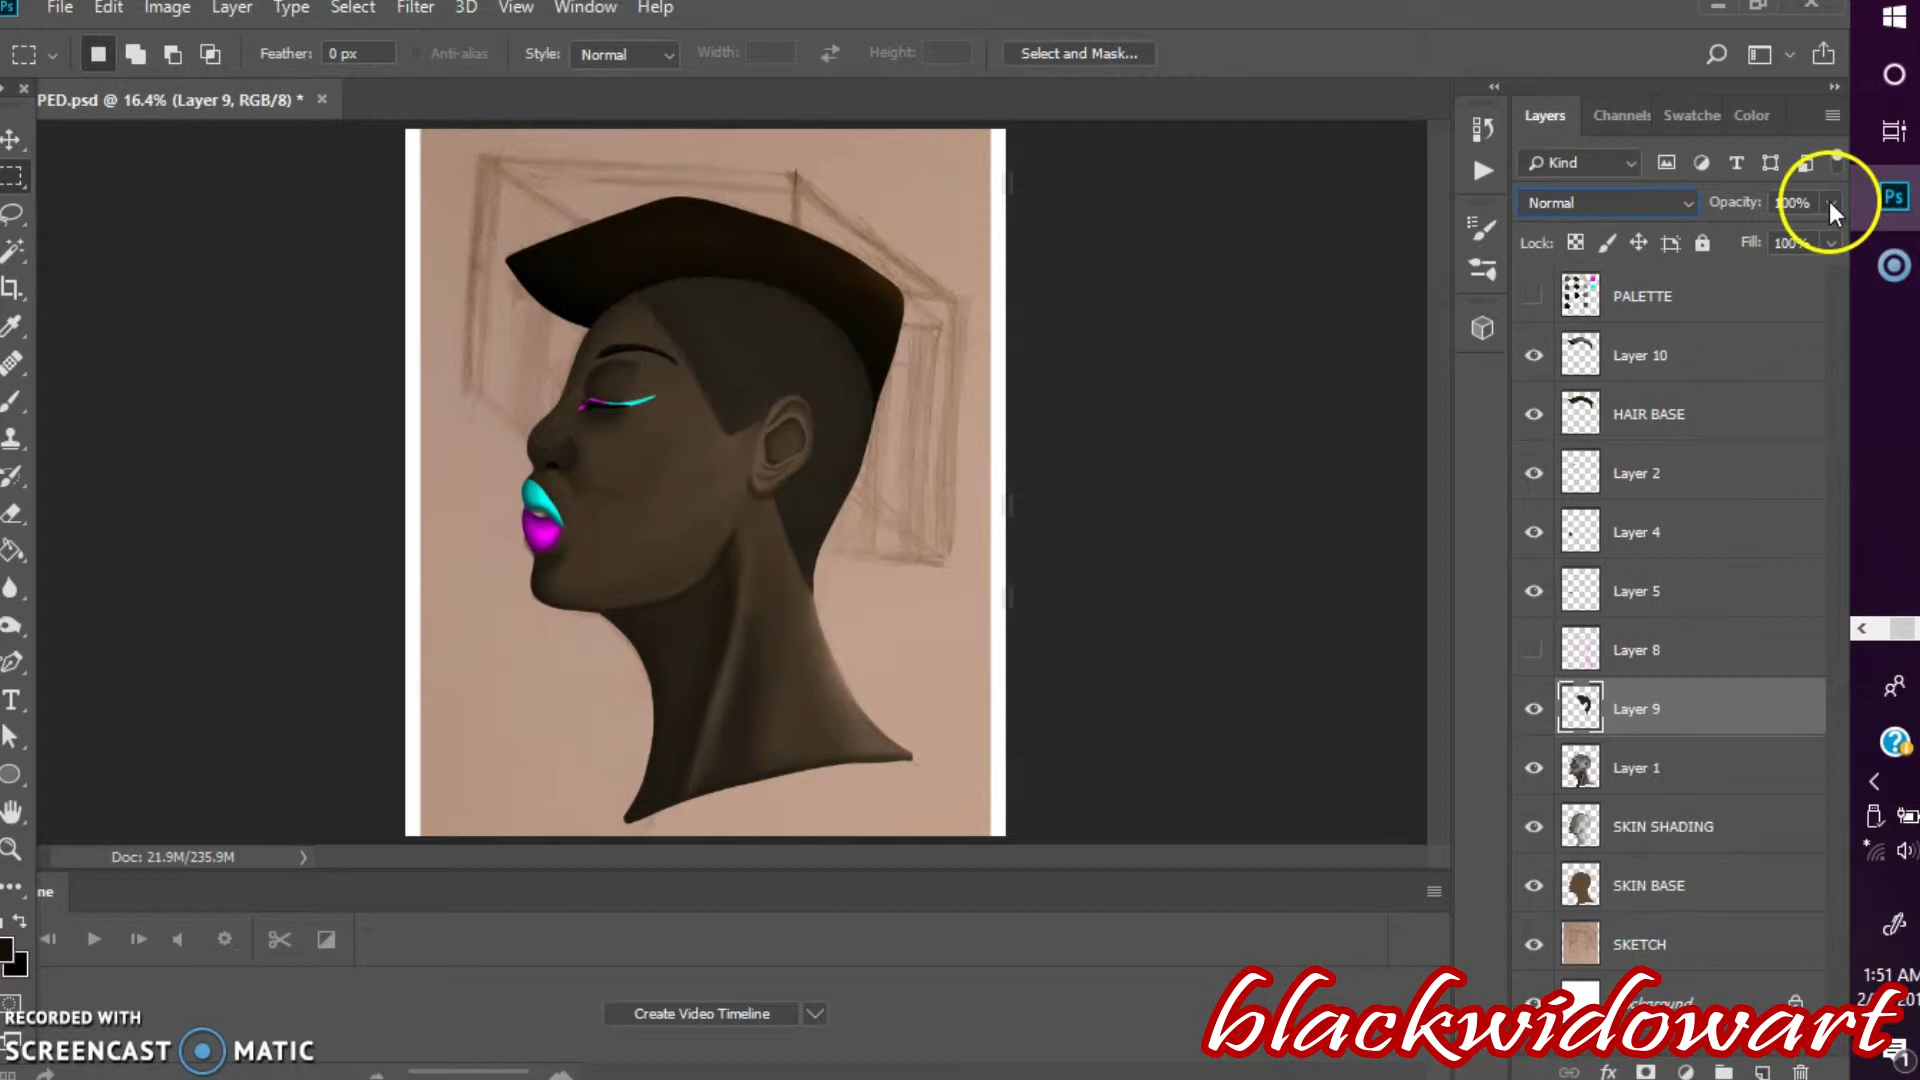 File Edit Image Layer Type Select Filter 3D View Window Help
Feather: 0 px Anti-alias Style: Normal Width: Height: Select and Mask...
PED.psd @ 16.4% (Layer 9, RGB/8) * ×
Layers Channels Swatche Color
Kind
Normal Opacity: 100%
Lock: Fill: 100%
PALETTE
Layer 10
HAIR BASE
Layer 2
Layer 4
Layer 5
Layer 8
Layer 9
Layer 1
SKIN SHADING
SKIN BASE
SKETCH
Doc: 21.9M/235.9M
ne
Create Video Timeline
Ps
Ps
1:51 AM
RECORDED WITH
SCREENCAST MATIC
blackwidowart
fx